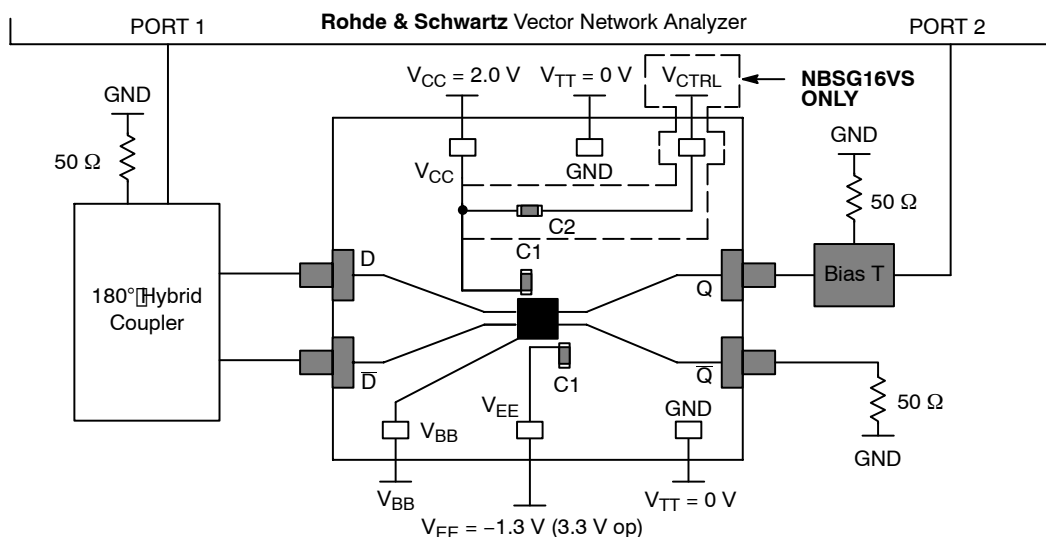 PORT 1
Rohde & Schwartz Vector Network Analyzer
PORT 2
VCC = 2.0 V
VTT = 0 V
VCTRL
NBSG16VS
ONLY
GND
50 Ω
GND
50 Ω
VCC
GND
C2
C1
D
Q
Bias T
180° Hybrid
Coupler
D̅
Q̅
C1
VEE
GND
VBB
50 Ω
GND
VBB
VTT = 0 V
VEE = −1.3 V (3.3 V op)